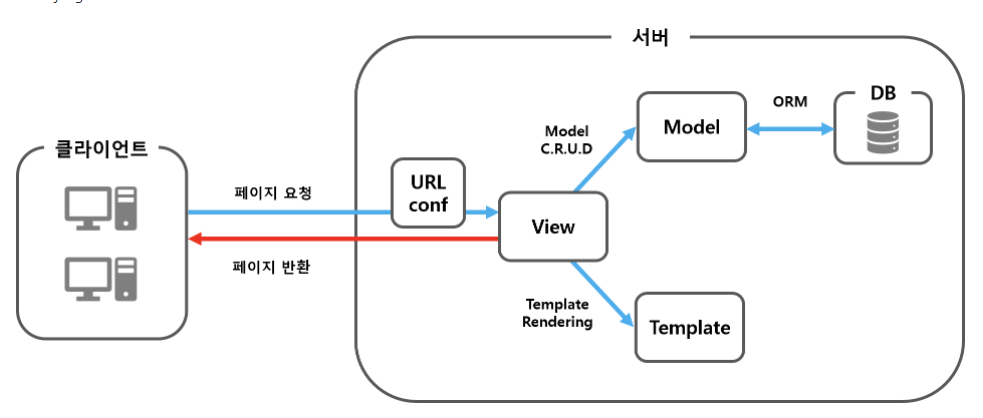 서버
클라이언트
페이지 요청
페이지 반환
URL
conf
View
Model
C.R.U.D
Model
ORM
DB
Template
Rendering
Template